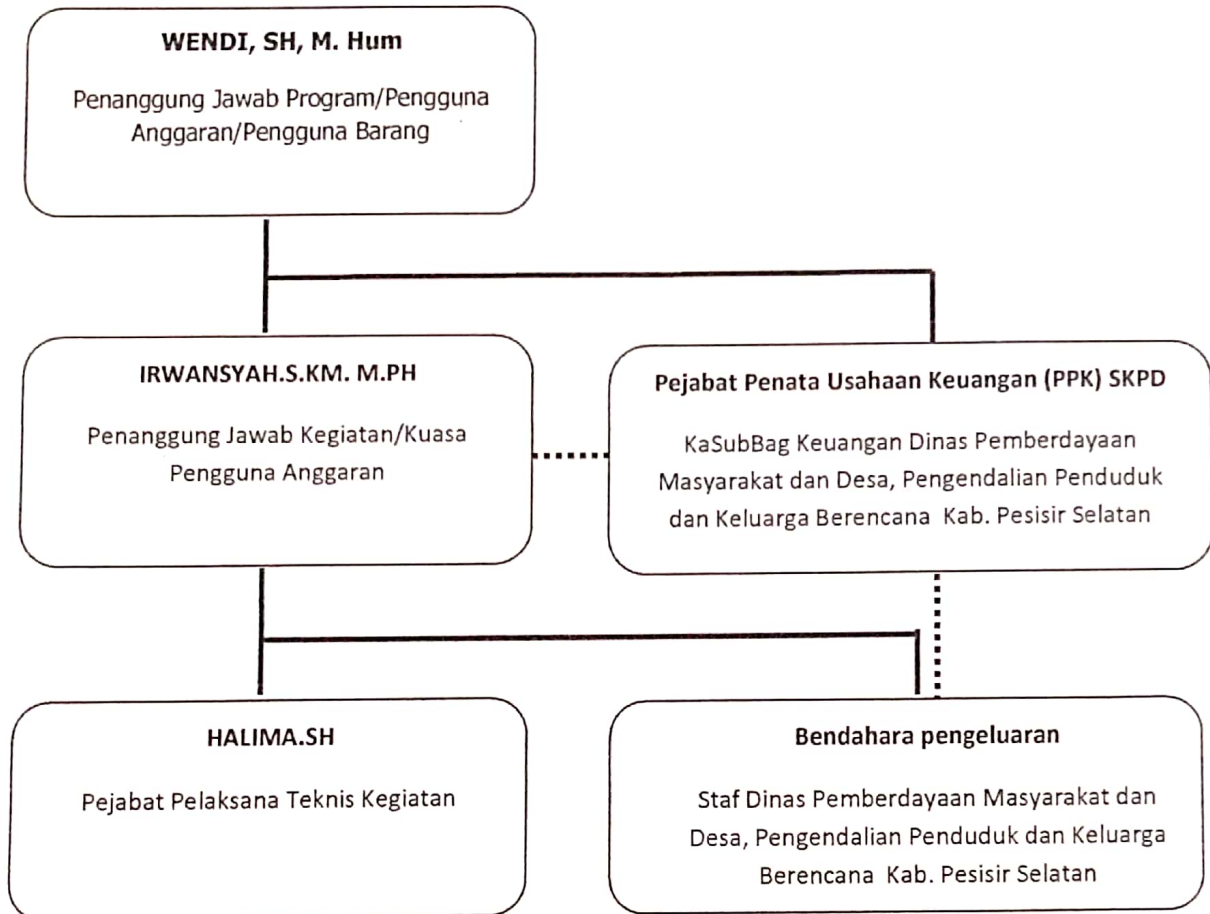 WENDI, SH, M. Hum
Penanggung Jawab Program/Pengguna
Anggaran/Pengguna Barang
IRWANSYAH.S.KM. M.PH
Penanggung Jawab Kegiatan/Kuasa
Pengguna Anggaran
Pejabat Penata Usahaan Keuangan (PPK) SKPD
KaSubBag Keuangan Dinas Pemberdayaan
Masyarakat dan Desa, Pengendalian Penduduk
dan Keluarga Berencana Kab. Pesisir Selatan
HALIMA.SH
Pejabat Pelaksana Teknis Kegiatan
Bendahara pengeluaran
Staf Dinas Pemberdayaan Masyarakat dan
Desa, Pengendalian Penduduk dan Keluarga
Berencana Kab. Pesisir Selatan